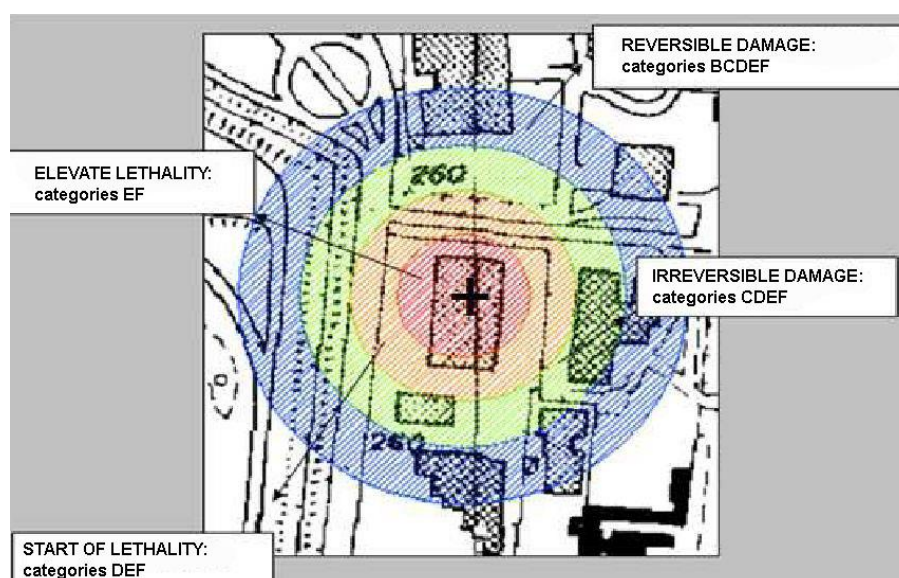 REVERSIBLE DAMAGE:
categories BCDEF
ELEVATE LETHALITY:
categories EF
260
IRREVERSIBLE DAMAGE:
categories CDEF
260
START OF LETHALITY:
categories DEF